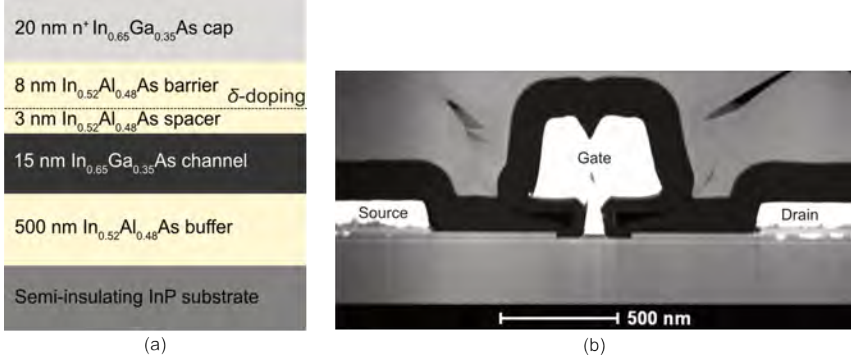 20 nm n⁺ In₀.₆₅Ga₀.₃₅As cap
8 nm In₀.₅₂Al₀.₄₈As barrier
δ-doping
3 nm In₀.₅₂Al₀.₄₈As spacer
15 nm In₀.₆₅Ga₀.₃₅As channel
500 nm In₀.₅₂Al₀.₄₈As buffer
Semi-insulating InP substrate
(a)
Gate
Source
Drain
500 nm
(b)